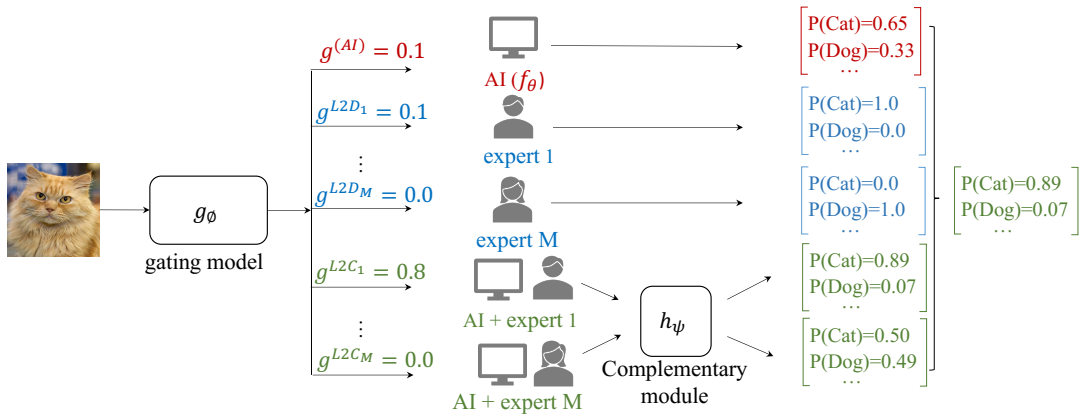 g_∅
gating model
g^(AI) = 0.1
g^{L2D_1} = 0.1
⋮
g^{L2D_M} = 0.0
g^{L2C_1} = 0.8
⋮
g^{L2C_M} = 0.0
AI (f_θ)
expert 1
expert M
AI + expert 1
AI + expert M
h_ψ
Complementary
module
P(Cat)=0.65
P(Dog)=0.33
...
P(Cat)=1.0
P(Dog)=0.0
...
P(Cat)=0.0
P(Dog)=1.0
...
P(Cat)=0.89
P(Dog)=0.07
...
P(Cat)=0.50
P(Dog)=0.49
...
P(Cat)=0.89
P(Dog)=0.07
...